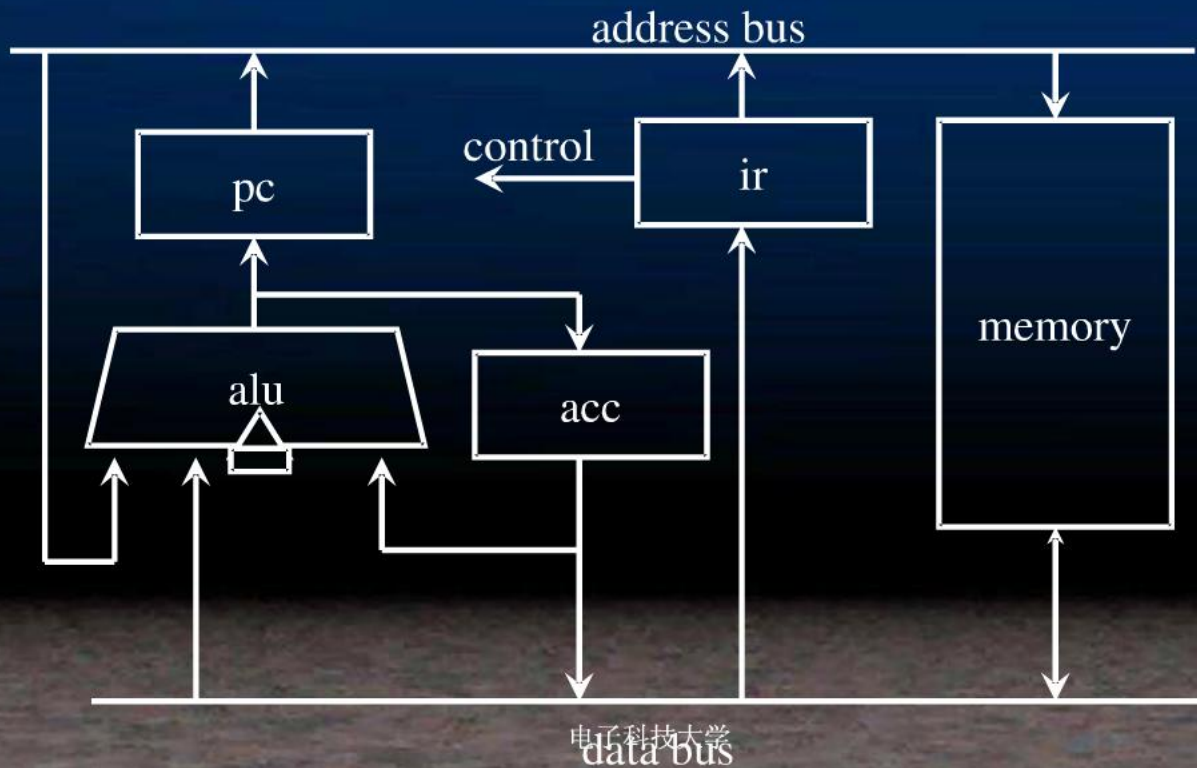 address bus
control
pc
ir
memory
alu
acc
电子科技大学
data bus